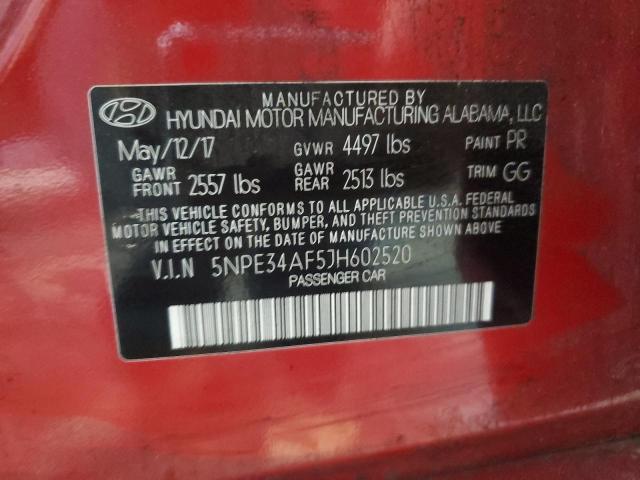 MANUFACTURED BY
HYUNDAI MOTOR MANUFACTURING ALABAMA, LLC
May/12/17 GVWR 4497 lbs PAINT PR
GAWR FRONT 2557 lbs GAWR REAR 2513 lbs TRIM GG
THIS VEHICLE CONFORMS TO ALL APPLICABLE U.S.A. FEDERAL
MOTOR VEHICLE SAFETY, BUMPER, AND THEFT PREVENTION STANDARDS
IN EFFECT ON THE DATE OF MANUFACTURE SHOWN ABOVE.
V.I.N 5NPE34AF5JH602520
PASSENGER CAR